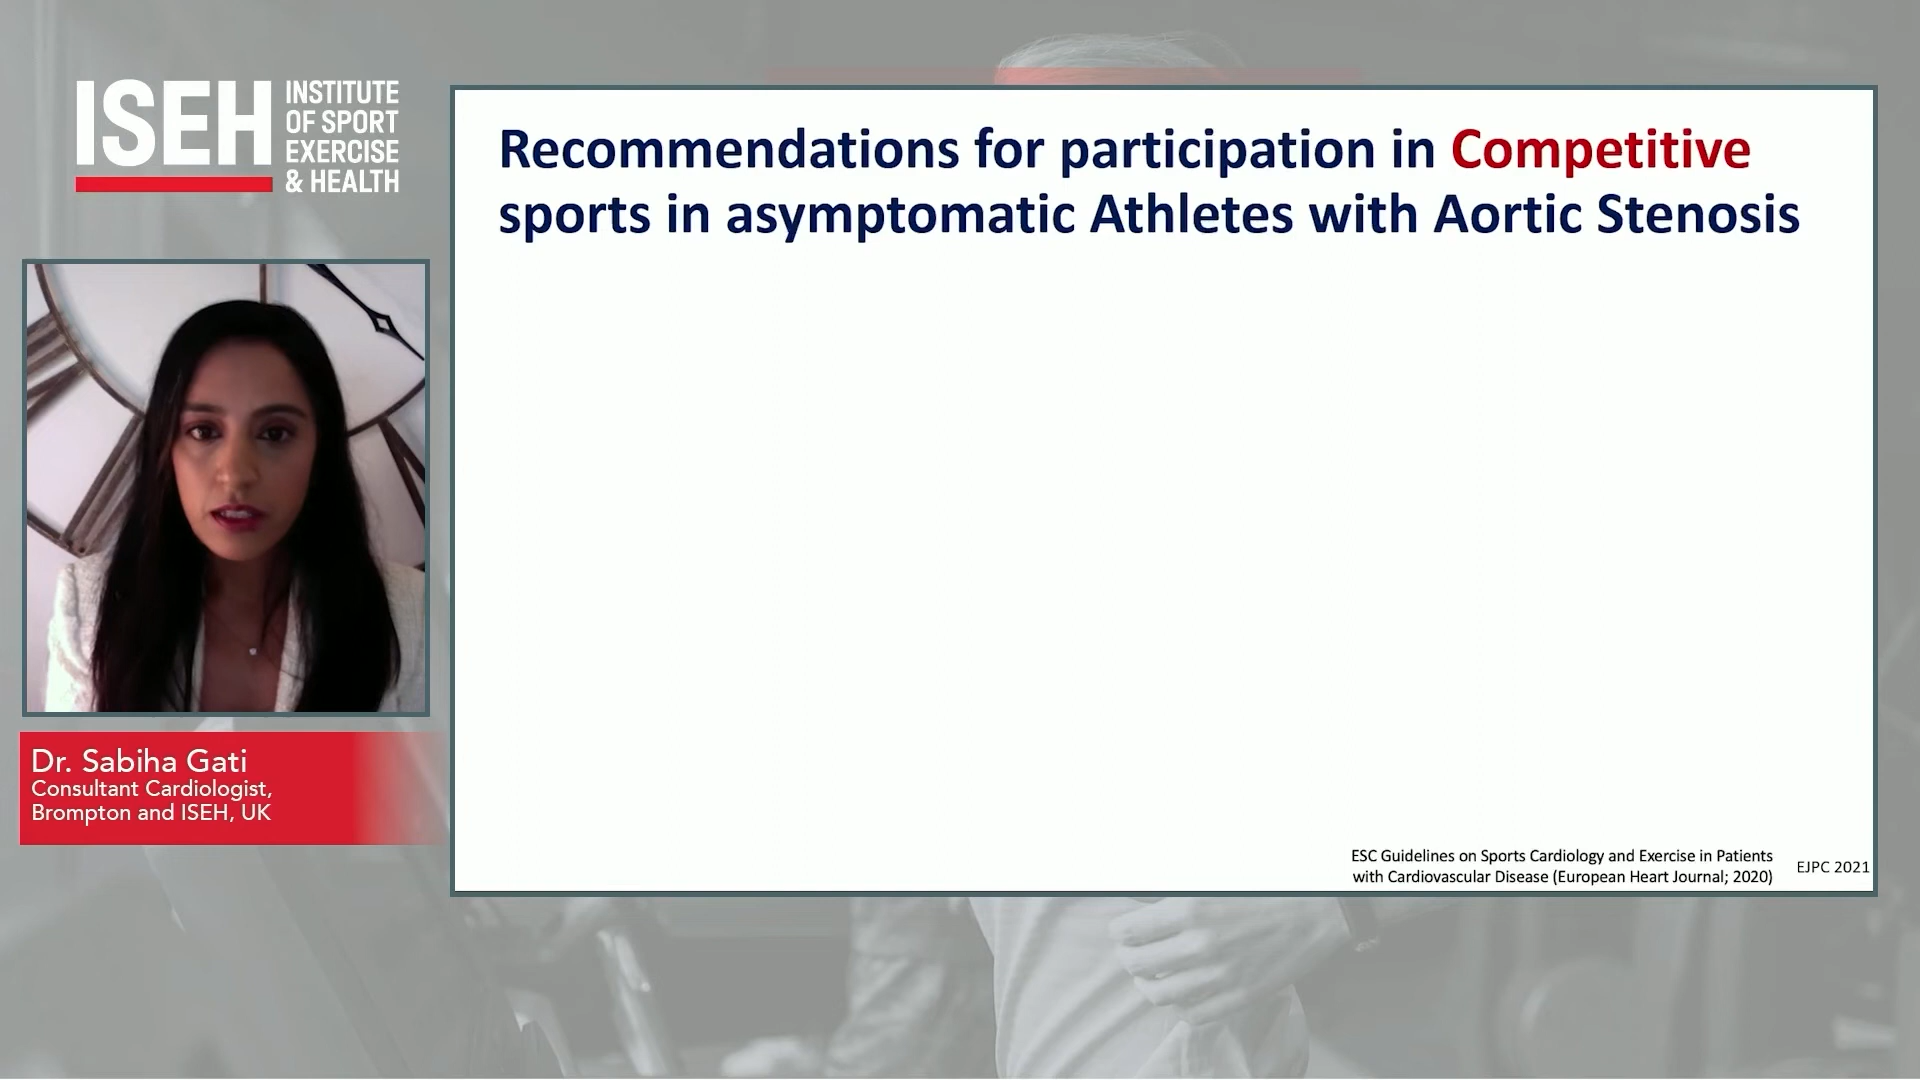 ISEH
INSTITUTE
OF SPORT
EXERCISE
& HEALTH
Recommendations for participation in Competitive
sports in asymptomatic Athletes with Aortic Stenosis
Dr. Sabiha Gati
Consultant Cardiologist,
Brompton and ISEH, UK
ESC Guidelines on Sports Cardiology and Exercise in Patients
with Cardiovascular Disease (European Heart Journal; 2020)
EJPC 2021